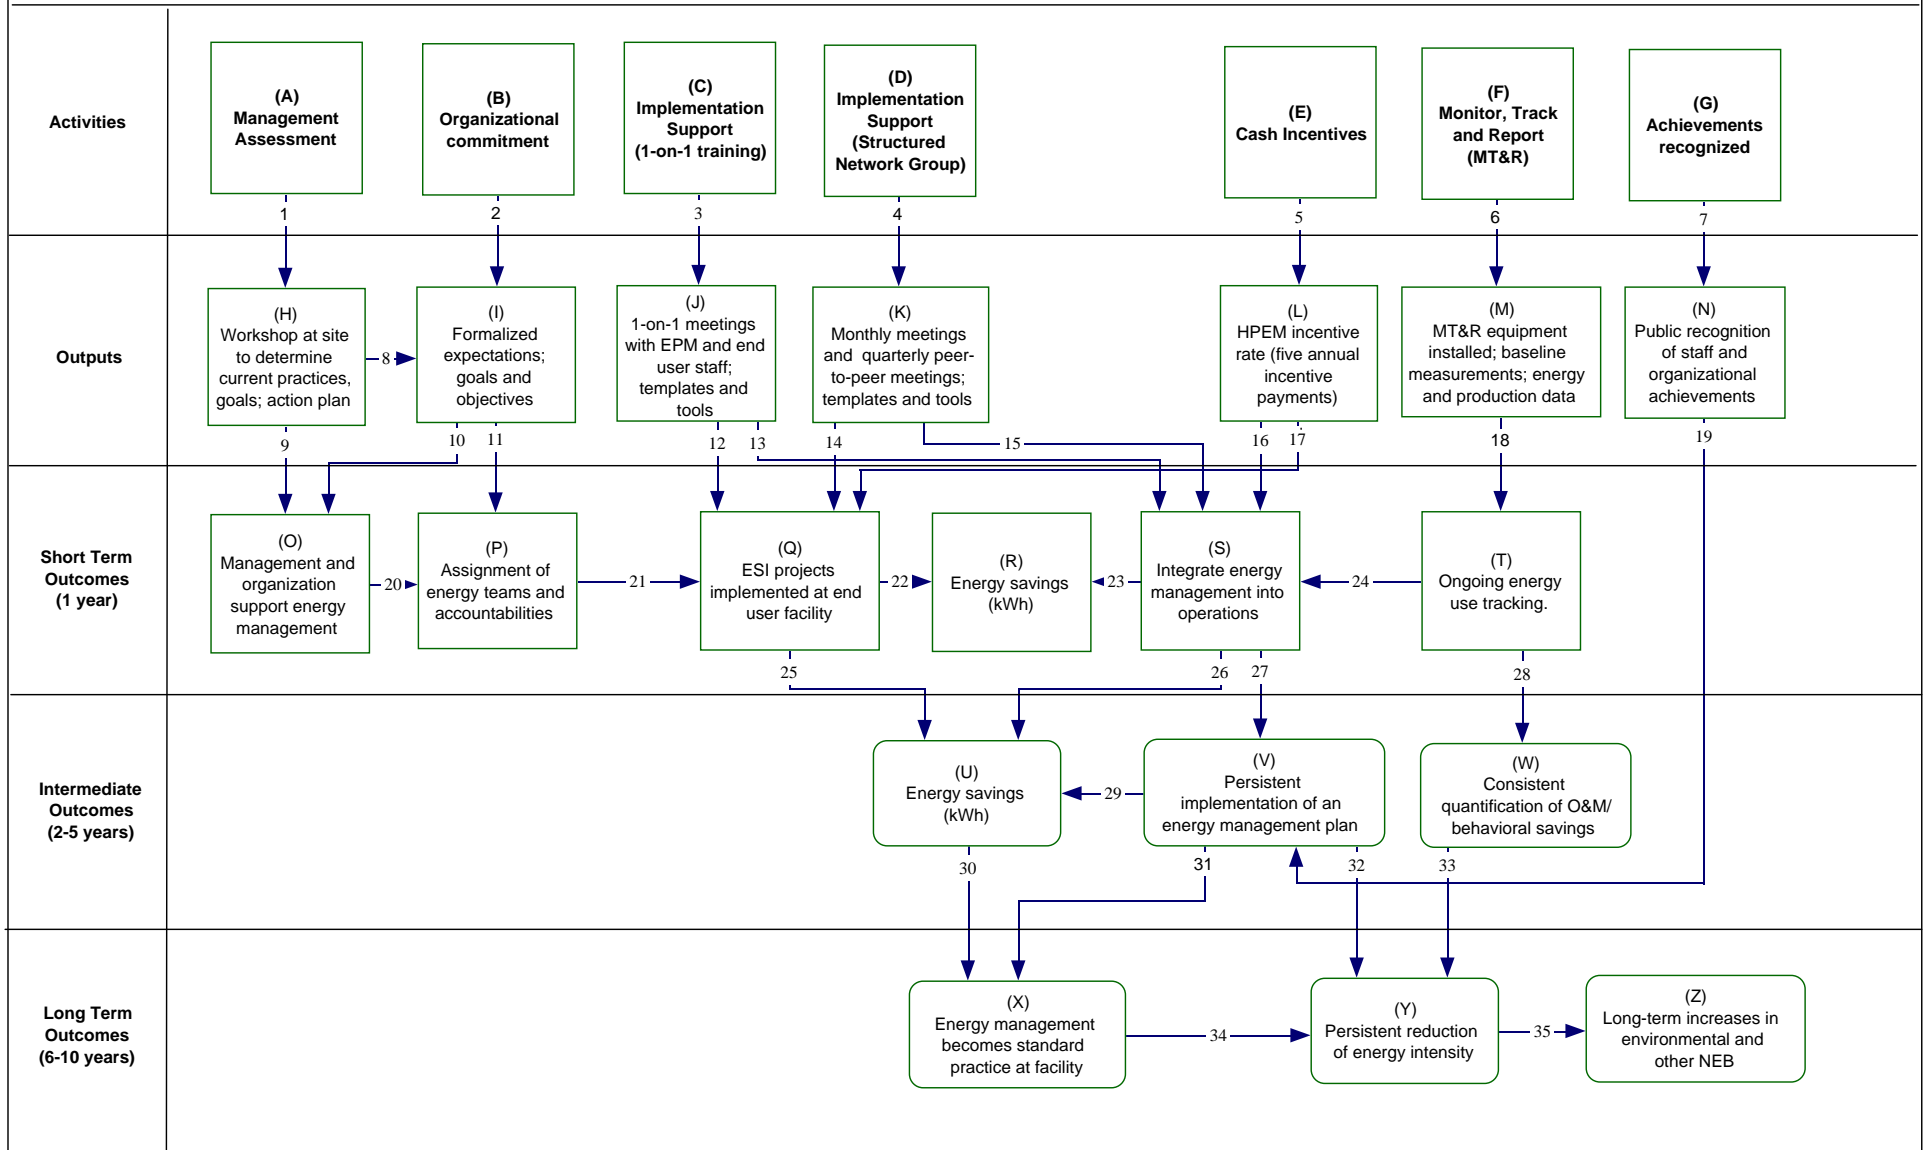 Activities
(A)
Management
Assessment
(B)
Organizational
commitment
(C)
Implementation
Support
(1-on-1 training)
(D)
Implementation
Support
(Structured
Network Group)
(E)
Cash Incentives
(F)
Monitor, Track
and Report
(MT&R)
(G)
Achievements
recognized
1
2
3
4
5
6
7
Outputs
(H)
Workshop at site
to determine
current practices,
goals; action plan
8
(I)
Formalized
expectations;
goals and
objectives
(J)
1-on-1 meetings
with EPM and end
user staff;
templates and
tools
(K)
Monthly meetings
and quarterly peer-
to-peer meetings;
templates and tools
(L)
HPEM incentive
rate (five annual
incentive
payments)
(M)
MT&R equipment
installed; baseline
measurements; energy
and production data
(N)
Public recognition
of staff and
organizational
achievements
9
10
11
12
13
14
15
16
17
18
19
Short Term
Outcomes
(1 year)
(O)
Management and
organization
support energy
management
20
(P)
Assignment of
energy teams and
accountabilities
21
(Q)
ESI projects
implemented at end
user facility
22
(R)
Energy savings
(kWh)
23
(S)
Integrate energy
management into
operations
24
(T)
Ongoing energy
use tracking.
25
26
27
28
Intermediate
Outcomes
(2-5 years)
(U)
Energy savings
(kWh)
29
(V)
Persistent
implementation of an
energy management plan
(W)
Consistent
quantification of O&M/
behavioral savings
30
31
32
33
Long Term
Outcomes
(6-10 years)
(X)
Energy management
becomes standard
practice at facility
34
(Y)
Persistent reduction
of energy intensity
35
(Z)
Long-term increases in
environmental and
other NEB